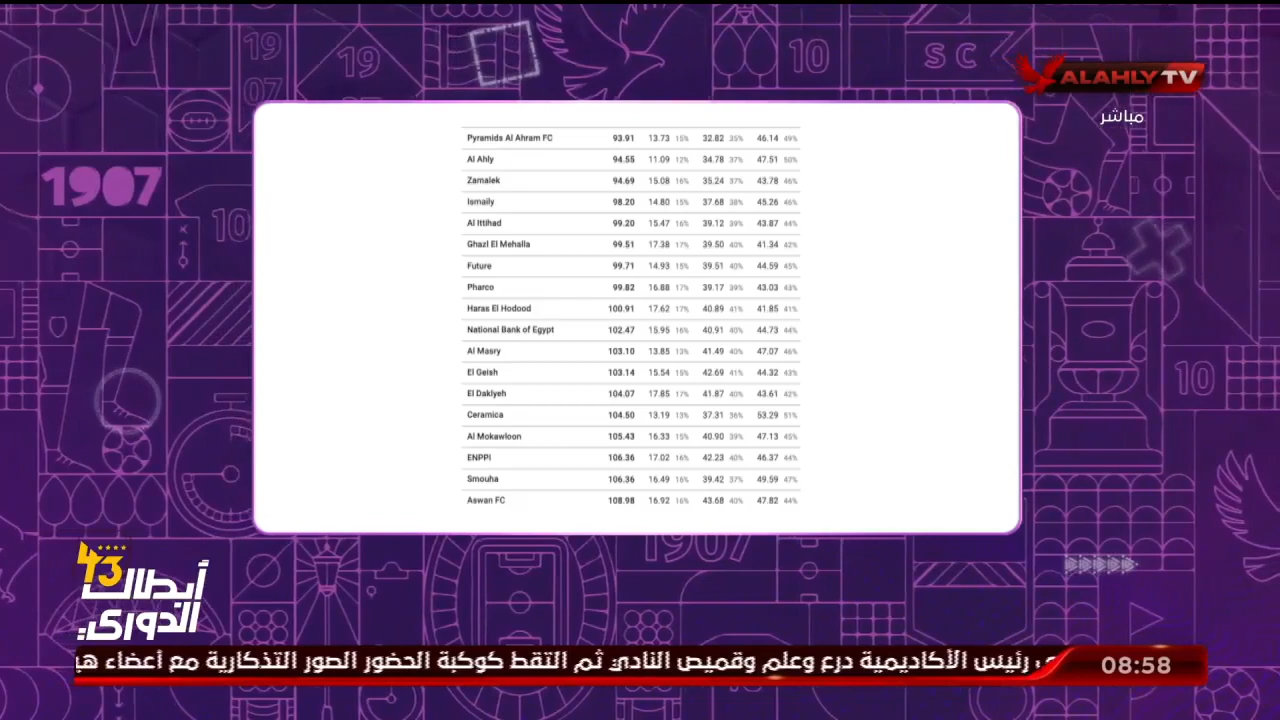 19
07
19
10
SC
ALAHLY TV
مباشر
1907
10
10
Pyramids Al Ahram FC 93.91 13.73 15% 32.82 35% 46.14 49%
Al Ahly 94.55 11.09 12% 34.78 37% 47.51 50%
Zamalek 94.69 15.08 16% 35.24 37% 43.78 46%
Ismaily 98.20 14.80 15% 37.68 38% 45.26 46%
Al Ittihad 99.20 15.47 16% 39.12 39% 43.87 44%
Ghazl El Mehalla 99.51 17.38 17% 39.50 40% 41.34 42%
Future 99.71 14.93 15% 39.51 40% 44.59 45%
Pharco 99.82 16.88 17% 39.17 39% 43.03 43%
Haras El Hodood 100.91 17.62 17% 40.89 41% 41.85 41%
National Bank of Egypt 102.47 15.95 16% 40.91 40% 44.73 44%
Al Masry 103.10 13.85 13% 41.49 40% 47.07 46%
El Geish 103.14 15.54 15% 42.69 41% 44.32 43%
El Daklyeh 104.07 17.85 17% 41.87 40% 43.61 42%
Ceramica 104.50 13.19 13% 37.31 36% 53.29 51%
Al Mokawloon 105.43 16.33 15% 40.90 39% 47.13 45%
ENPPI 106.36 17.02 16% 42.23 40% 46.37 44%
Smouha 106.36 16.49 16% 39.42 37% 49.59 47%
Aswan FC 108.98 16.92 16% 43.68 40% 47.82 44%
1907
43
أبطال
الدوري
رئيس الأكاديمية درع وعلم وقميص النادي ثم التقط كوكبة الحضور الصور التذكارية مع أعضاء
08:58